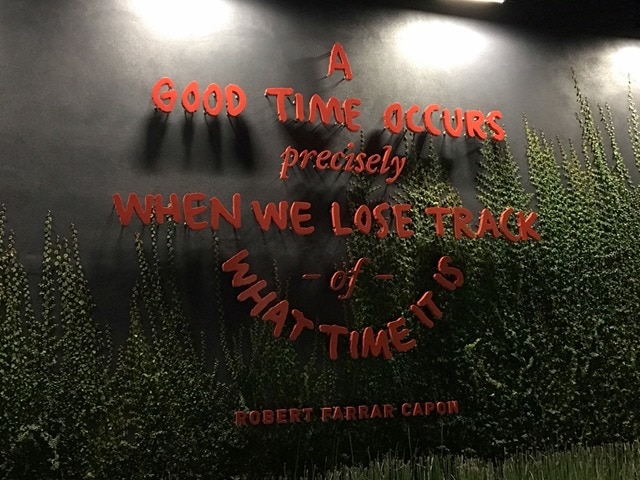 A
GOOD TIME OCCURS
precisely
WHEN WE LOSE TRACK
– of –
WHAT TIME IT IS
ROBERT FARRAR CAPON